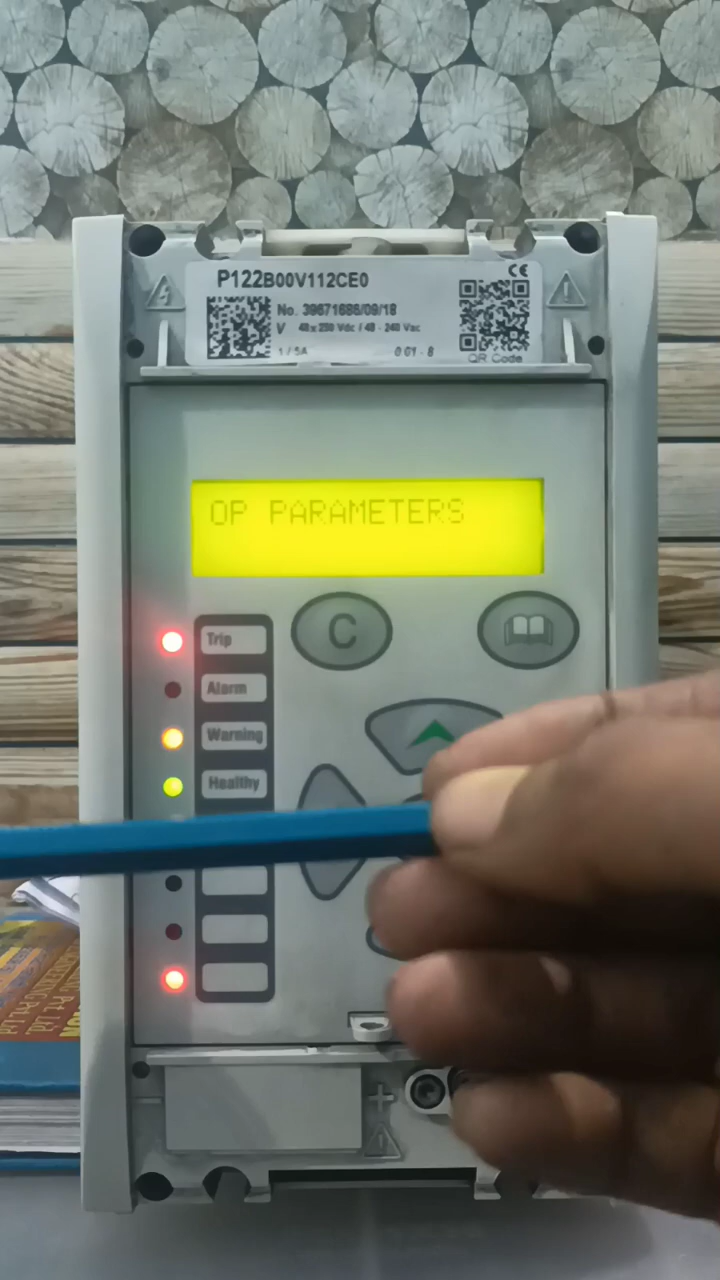 P122B00V112CE0
CE
No. 39671686/09/18
V 48 - 250 Vdc / 48 - 240 Vac
1 / 5A
QR Code
OP PARAMETERS
Trip
C
Alarm
Warning
Healthy